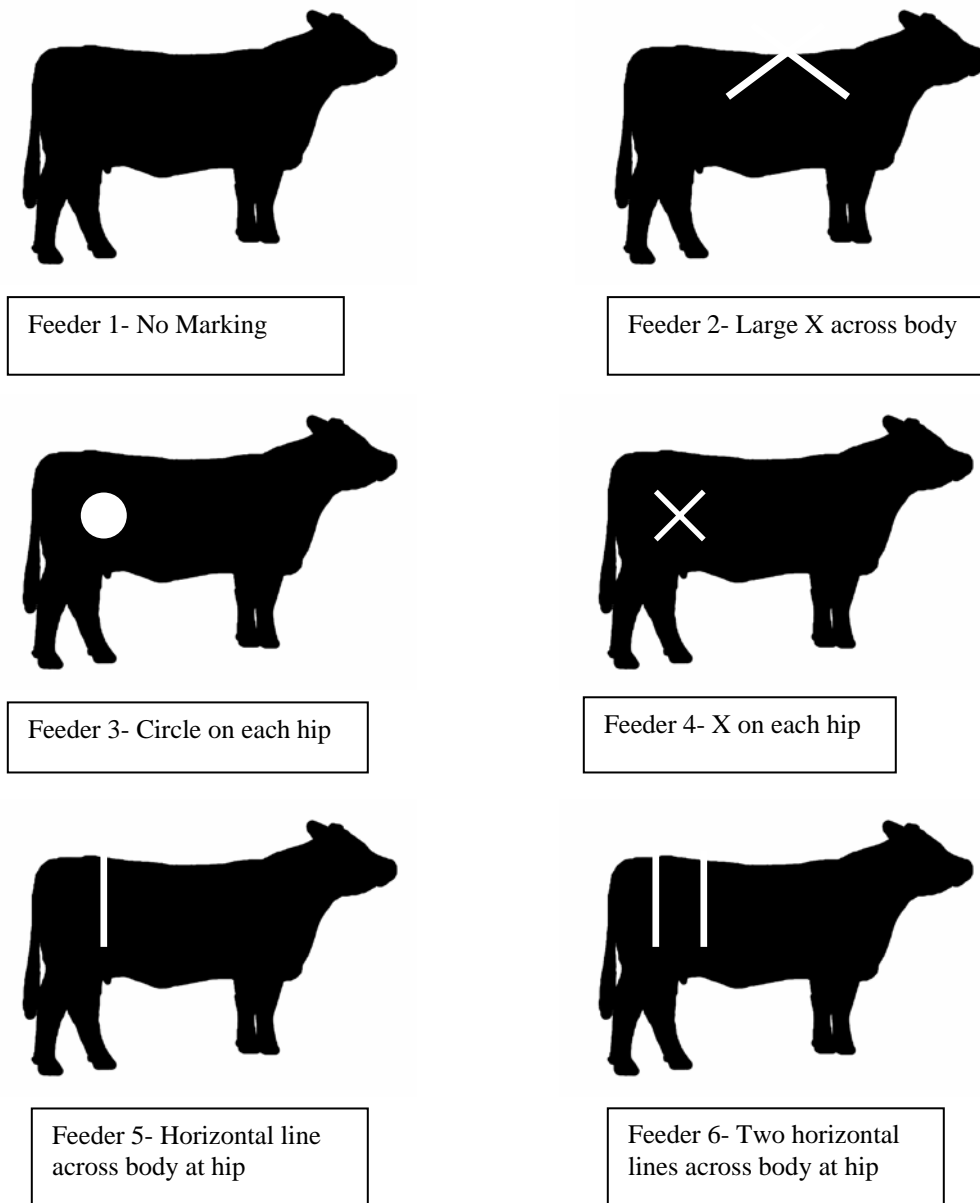 Feeder 1- No Marking
Feeder 2- Large X across body
Feeder 3- Circle on each hip
Feeder 4- X on each hip
Feeder 5- Horizontal line
across body at hip
Feeder 6- Two horizontal
lines across body at hip